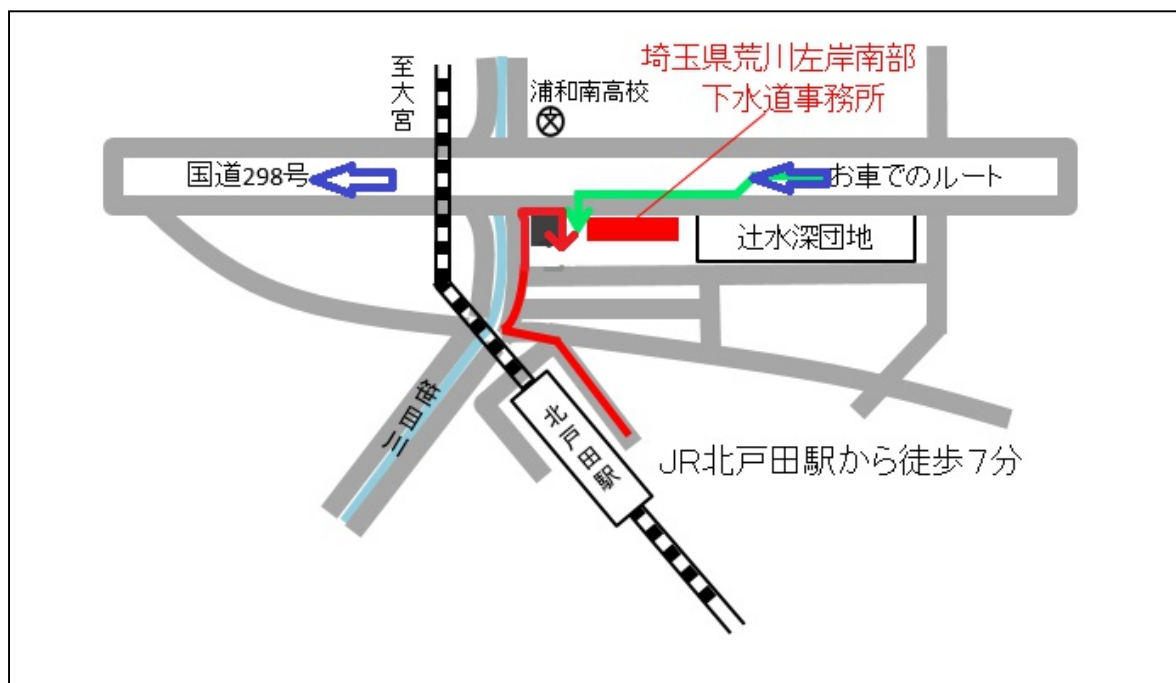 埼玉県荒川左岸南部
下水道事務所
至大宮
浦和南高校
国道298号
お車でのルート
辻水深団地
笹目川
北戸田駅
JR北戸田駅から徒歩7分